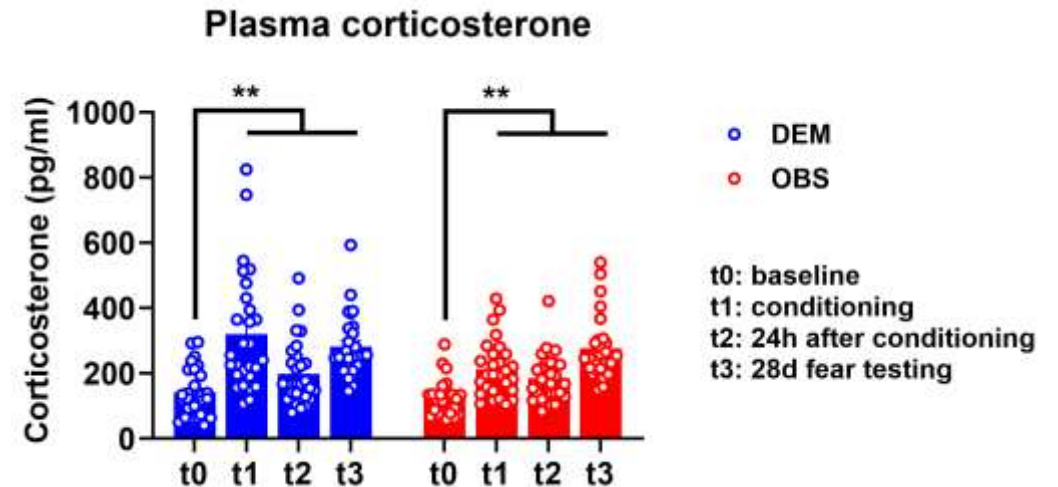 Plasma corticosterone
Corticosterone (pg/ml)
1000
800
600
400
200
0
**
**
t0 t1 t2 t3 t0 t1 t2 t3
DEM
OBS
t0: baseline
t1: conditioning
t2: 24h after conditioning
t3: 28d fear testing